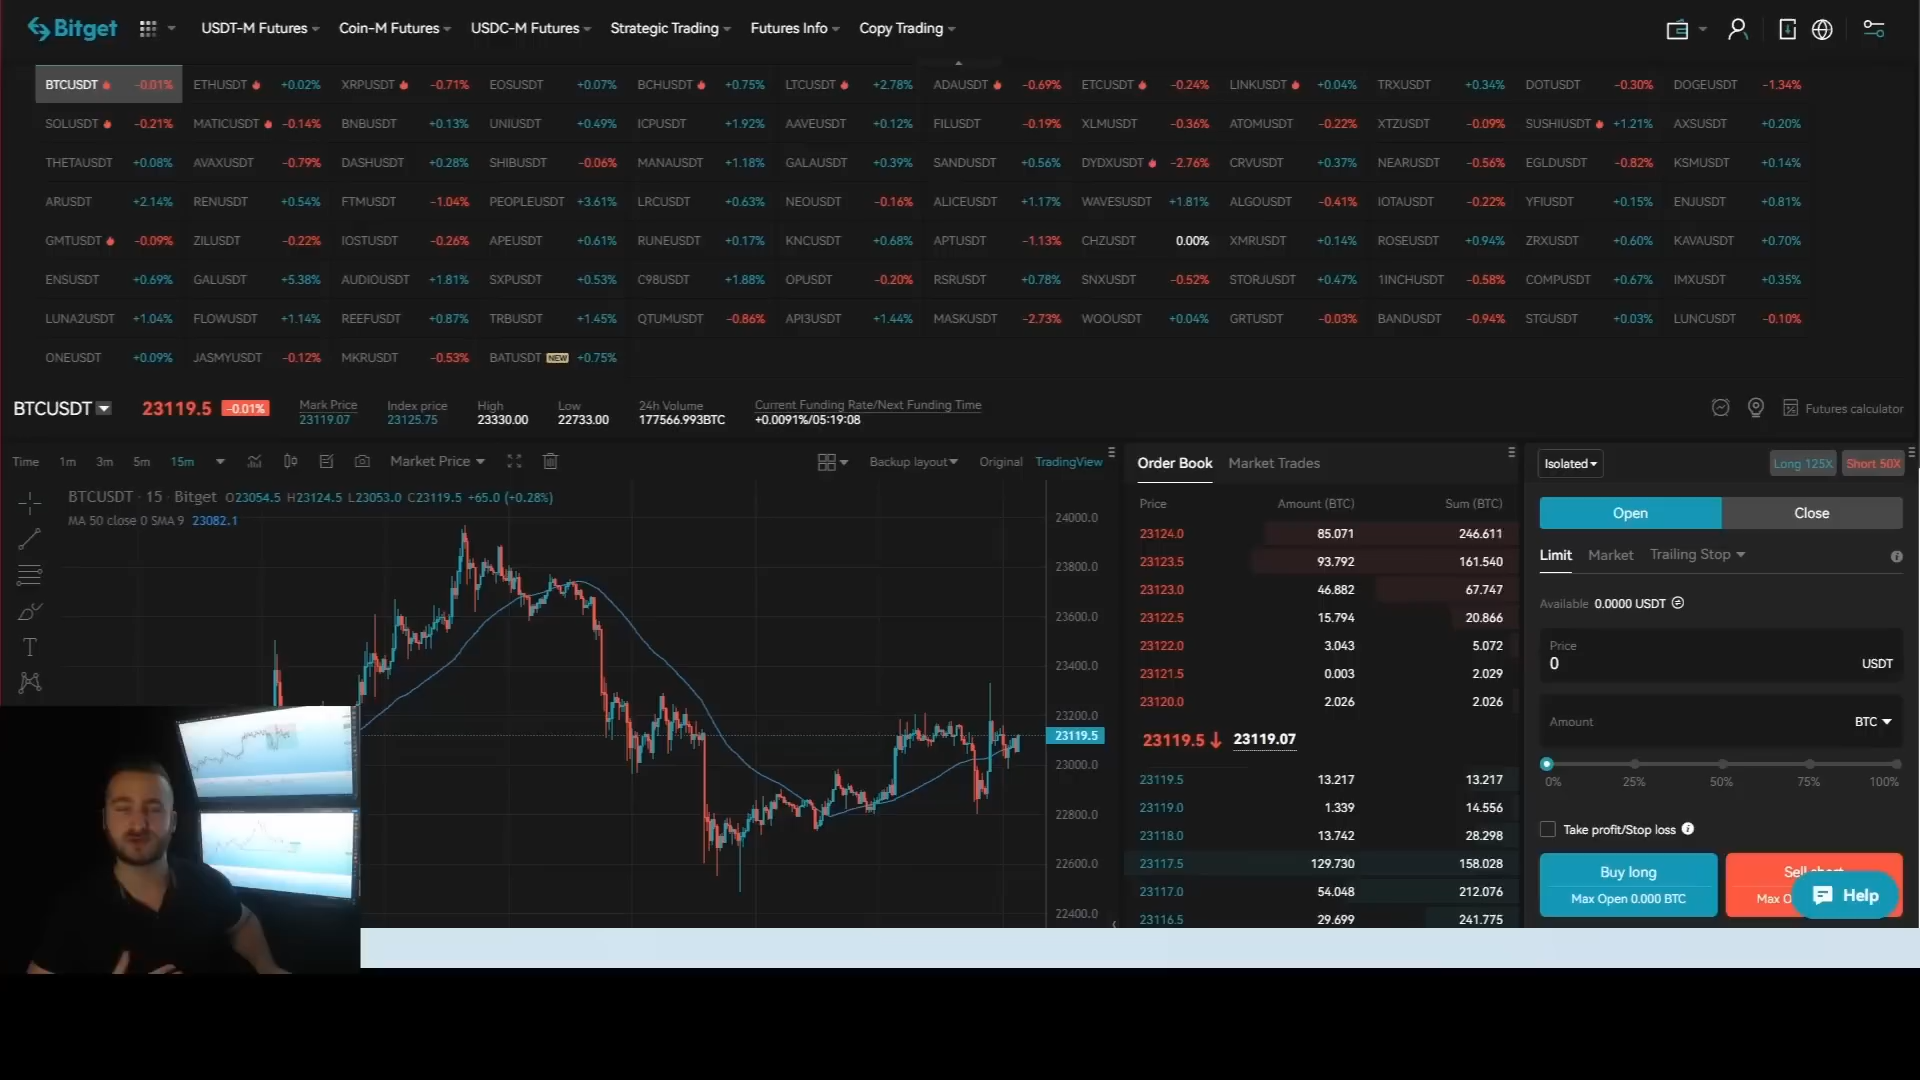 Bitget USDT-M Futures Coin-M Futures USDC-M Futures Strategic Trading Futures Info Copy Trading
BTCUSDT -0.01% ETHUSDT +0.02% XRPUSDT -0.71% EOSUSDT +0.07% BCHUSDT +0.75% LTCUSDT +2.78% ADAUSDT -0.69% ETCUSDT -0.24% LINKUSDT +0.04% TRXUSDT +0.34% DOTUSDT -0.30% DOGEUSDT -1.34%
SOLUSDT -0.21% MATICUSDT -0.14% BNBUSDT +0.13% UNIUSDT +0.49% ICPUSDT +1.92% AAVEUSDT +0.12% FILUSDT -0.19% XLMUSDT -0.36% ATOMUSDT -0.22% XTZUSDT -0.09% SUSHIUSDT +1.21% AXSUSDT +0.20%
THETAUSDT +0.08% AVAXUSDT -0.79% DASHUSDT +0.28% SHIBUSDT -0.06% MANAUSDT +1.18% GALAUSDT +0.39% SANDUSDT +0.56% DYDXUSDT -2.76% CRVUSDT +0.37% NEARUSDT -0.56% EGLDUSDT -0.82% KSMUSDT +0.14%
ARUSDT +2.14% RENUSDT +0.54% FTMUSDT -1.04% PEOPLEUSDT +3.61% LRCUSDT +0.63% NEOUSDT -0.16% ALICEUSDT +1.17% WAVESUSDT +1.81% ALGOUSDT -0.41% IOTAUSDT -0.22% YFIUSDT +0.15% ENJUSDT +0.81%
GMTUSDT -0.09% ZILUSDT -0.22% IOSTUSDT -0.26% APEUSDT +0.61% RUNEUSDT +0.17% KNCUSDT +0.68% APTUSDT -1.13% CHZUSDT 0.00% XMRUSDT +0.14% ROSEUSDT +0.94% ZRXUSDT +0.60% KAVAUSDT +0.70%
ENSUSDT +0.69% GALUSDT +5.38% AUDIOUSDT +1.81% SXPUSDT +0.53% C98USDT +1.88% OPUSDT -0.20% RSRUSDT +0.78% SNXUSDT -0.52% STORJUSDT +0.47% 1INCHUSDT -0.58% COMPUSDT +0.67% IMXUSDT +0.35%
LUNA2USDT +1.04% FLOWUSDT +1.14% REEFUSDT +0.87% TRBUSDT +1.45% QTUMUSDT -0.86% API3USDT +1.44% MASKUSDT -2.73% WOOUSDT +0.04% GRTUSDT -0.03% BANDUSDT -0.94% STGUSDT +0.03% LUNCUSDT -0.10%
ONEUSDT +0.09% JASMYUSDT -0.12% MKRUSDT -0.53% BATUSDT NEW +0.75%
BTCUSDT 23119.5 -0.01% Mark Price Index price High Low 24h Volume Current Funding Rate/Next Funding Time Futures calculator
23119.07 23125.75 23330.00 22733.00 177566.993BTC +0.0091%/05:19:08
Time 1m 3m 5m 15m Market Price Backup layout Original TradingView
BTCUSDT · 15 · Bitget O23054.5 H23124.5 L23053.0 C23119.5 +65.0 (+0.28%)
MA 50 close 0 SMA 9 23082.1
24000.0
23800.0
23600.0
23400.0
23200.0
23119.5
23000.0
22800.0
22600.0
22400.0
Order Book Market Trades
Price Amount (BTC) Sum (BTC)
23124.0 85.071 246.611
23123.5 93.792 161.540
23123.0 46.882 67.747
23122.5 15.794 20.866
23122.0 3.043 5.072
23121.5 0.003 2.029
23120.0 2.026 2.026
23119.5 23119.07
23119.5 13.217 13.217
23119.0 1.339 14.556
23118.0 13.742 28.298
23117.5 129.730 158.028
23117.0 54.048 212.076
23116.5 29.699 241.775
Isolated Long 125X Short 50X
Open Close
Limit Market Trailing Stop
Available 0.0000 USDT
Price
0 USDT
Amount BTC
0% 25% 50% 75% 100%
Take profit/Stop loss
Buy long
Max Open 0.000 BTC
Sell short
Max O
Help